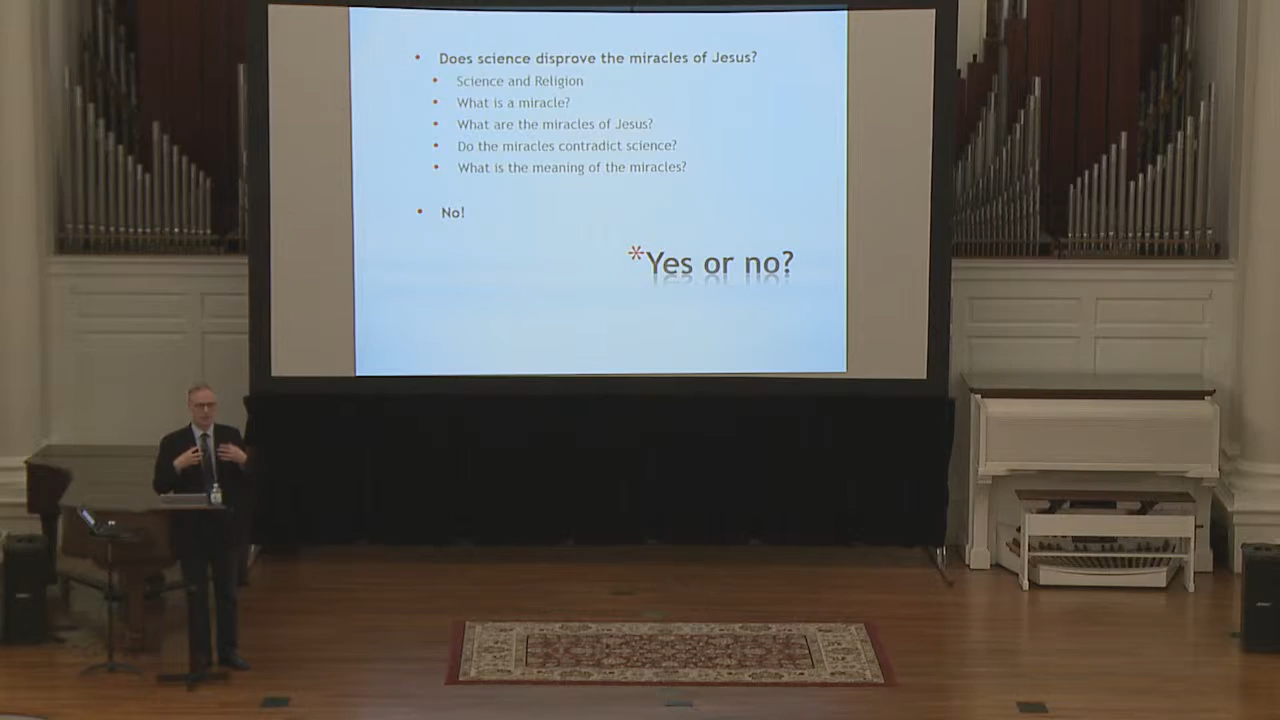 • Does science disprove the miracles of Jesus?
• Science and Religion
• What is a miracle?
• What are the miracles of Jesus?
• Do the miracles contradict science?
• What is the meaning of the miracles?
• No!
*Yes or no?